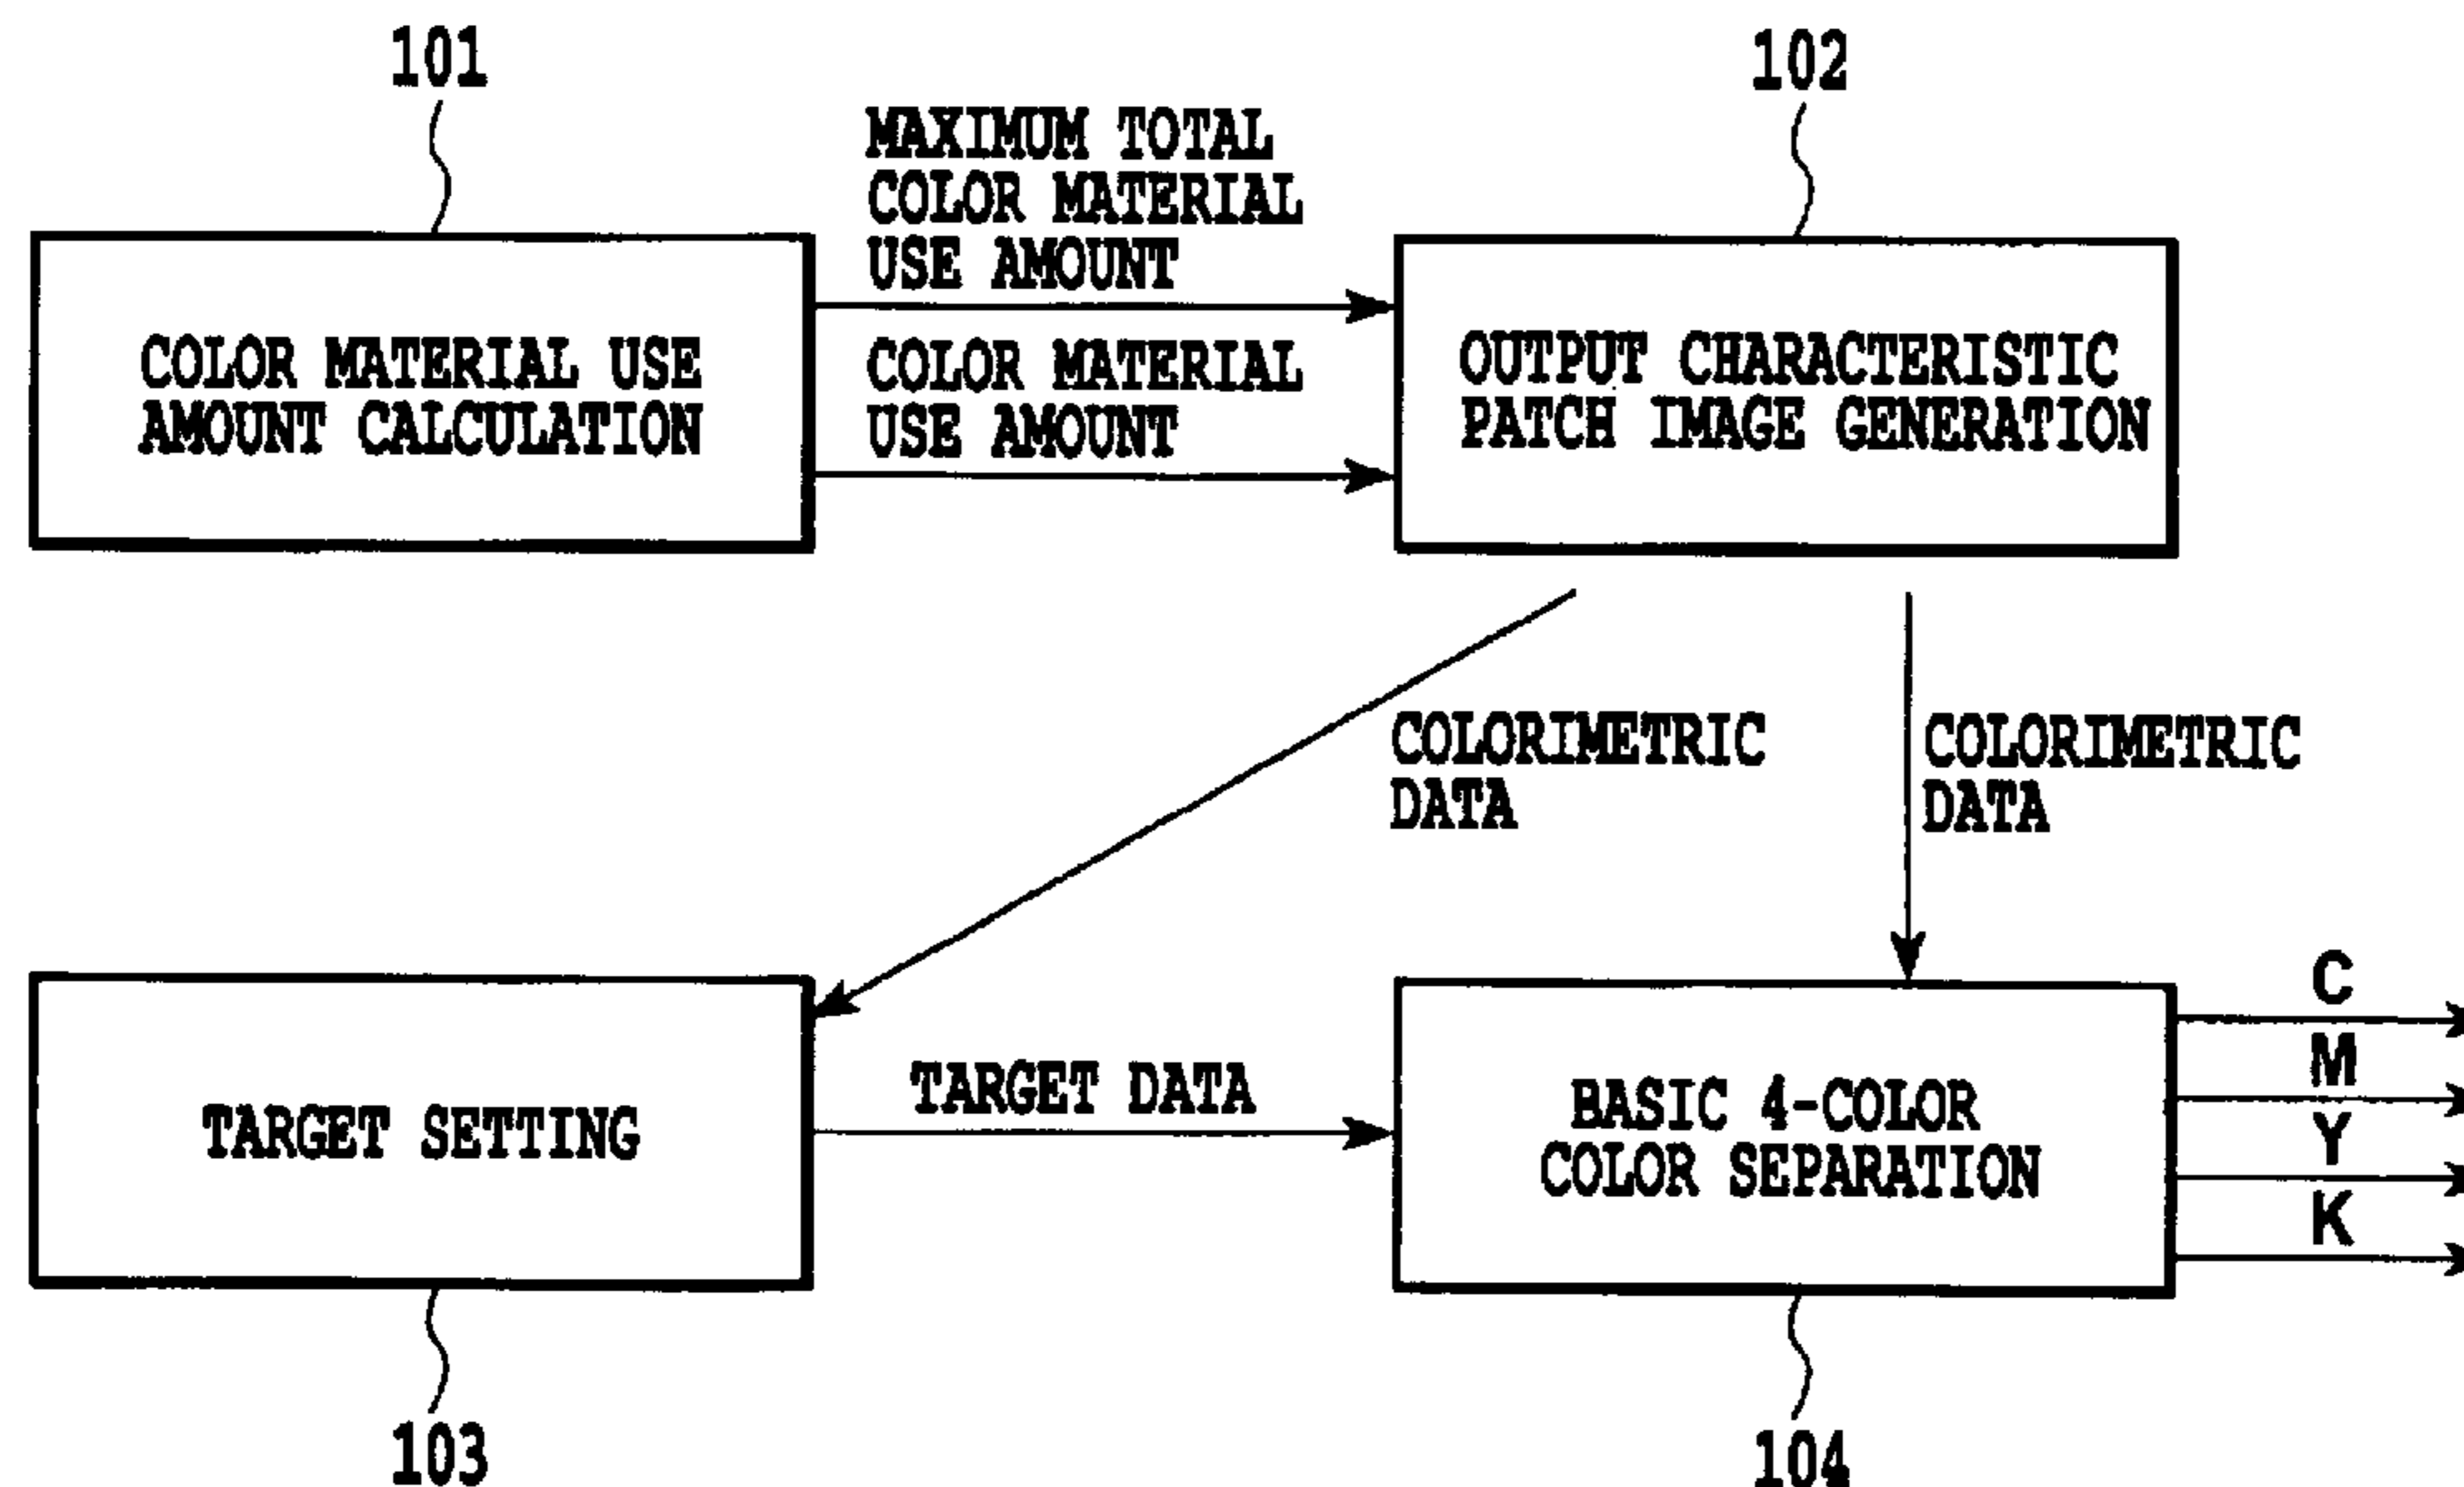 101
102
MAXIMUM TOTAL
COLOR MATERIAL
USE AMOUNT
COLOR MATERIAL USE
AMOUNT CALCULATION
COLOR MATERIAL
USE AMOUNT
OUTPUT CHARACTERISTIC
PATCH IMAGE GENERATION
COLORIMETRIC
DATA
COLORIMETRIC
DATA
TARGET SETTING
TARGET DATA
BASIC 4-COLOR
COLOR SEPARATION
C
M
Y
K
103
104